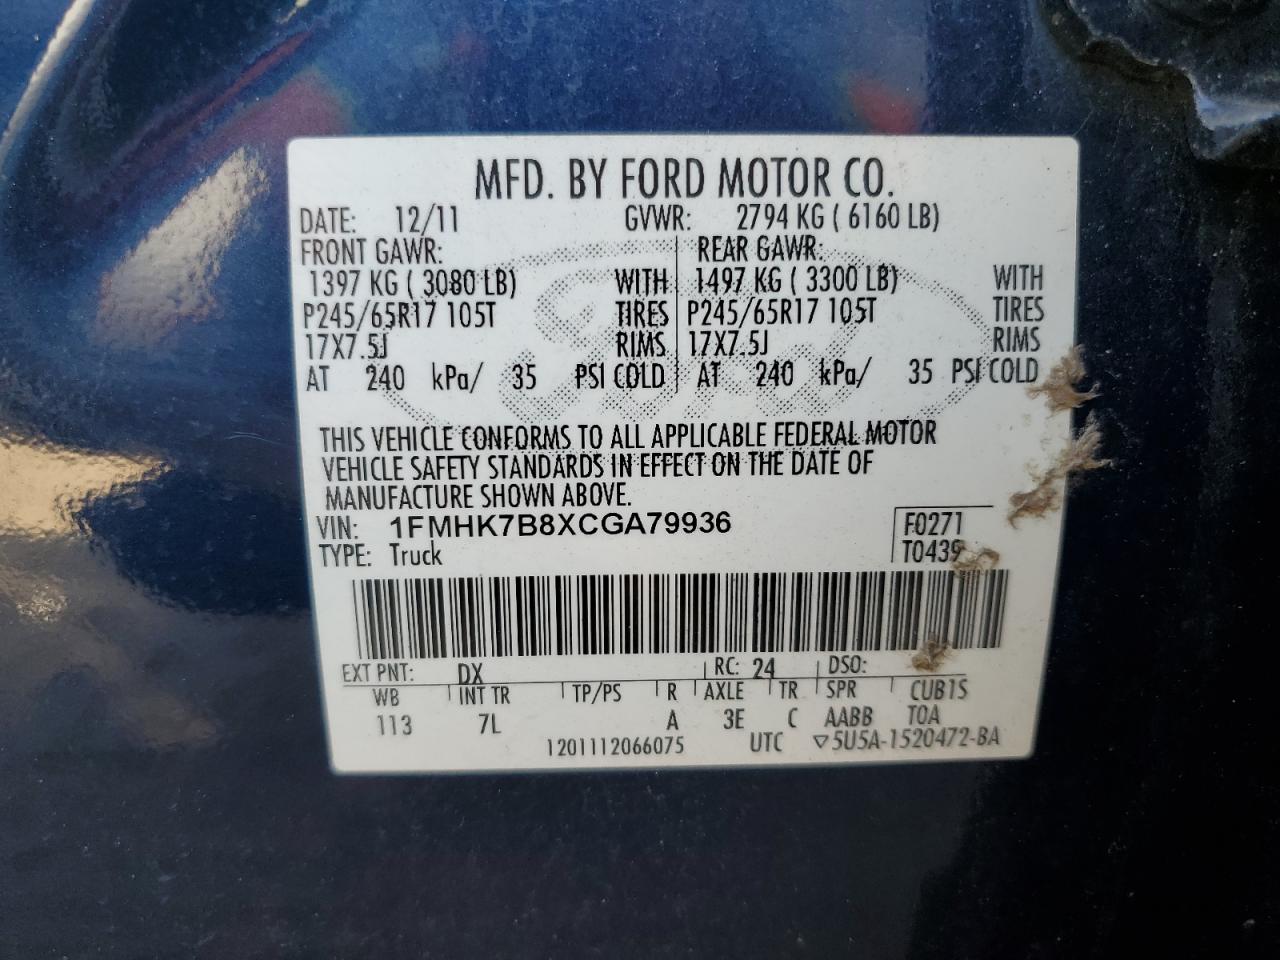 MFD. BY FORD MOTOR CO.
DATE: 12/11 GVWR: 2794 KG ( 6160 LB)
FRONT GAWR: REAR GAWR:
1397 KG ( 3080 LB) WITH 1497 KG ( 3300 LB) WITH
P245/65R17 105T TIRES P245/65R17 105T TIRES
17X7.5J RIMS 17X7.5J RIMS
AT 240 kPa/ 35 PSI COLD AT 240 kPa/ 35 PSI COLD
THIS VEHICLE CONFORMS TO ALL APPLICABLE FEDERAL MOTOR
VEHICLE SAFETY STANDARDS IN EFFECT ON THE DATE OF
MANUFACTURE SHOWN ABOVE.
VIN: 1FMHK7B8XCGA79936 F0271
TYPE: Truck T0439
EXT PNT: DX RC: 24 DSO:
WB INT TR TP/PS R AXLE TR SPR CUB1S
113 7L A 3E C AABB TOA
1201112066075 UTC ▽5U5A-1520472-BA